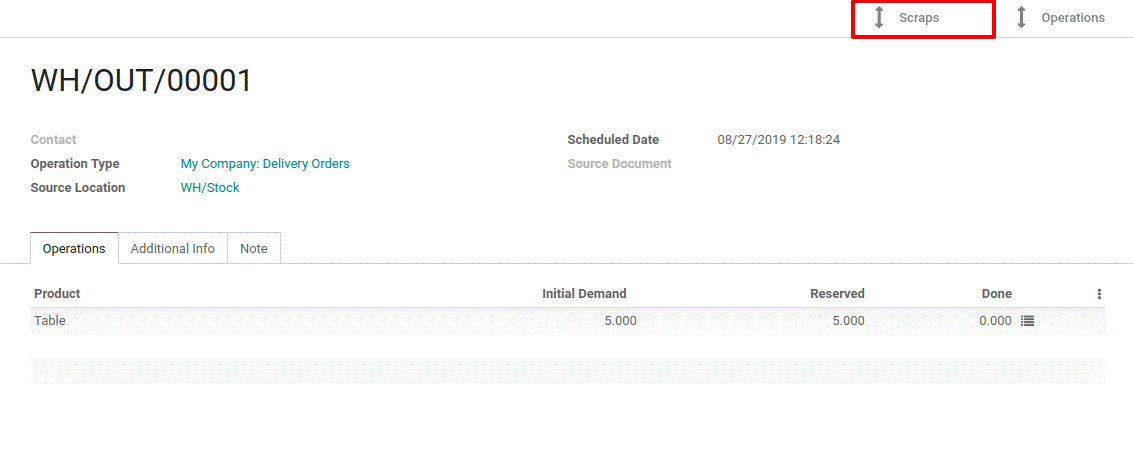 Scraps Operations
WH/OUT/00001
Contact Scheduled Date 08/27/2019 12:18:24
Operation Type My Company: Delivery Orders Source Document
Source Location WH/Stock
Operations Additional Info Note
Product Initial Demand Reserved Done
Table 5.000 5.000 0.000